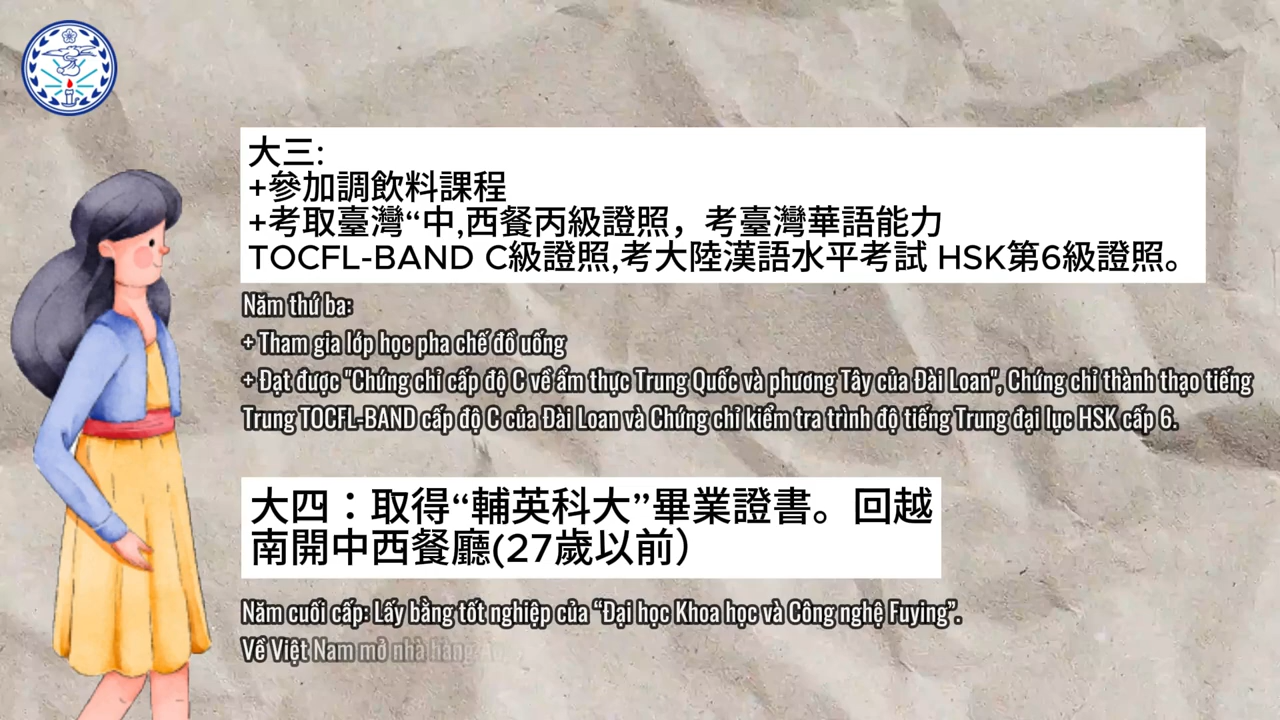 大三:
+參加調飲料課程
+考取臺灣“中,西餐丙級證照，考臺灣華語能力
TOCFL-BAND C級證照,考大陸漢語水平考試 HSK第6級證照。
Năm thứ ba:
+ Tham gia lớp học pha chế đồ uống
+ Đạt được "Chứng chỉ cấp độ C về ẩm thực Trung Quốc và phương Tây của Đài Loan", Chứng chỉ thành thạo tiếng
Trung TOCFL-BAND cấp độ C của Đài Loan và Chứng chỉ kiểm tra trình độ tiếng Trung đại lục HSK cấp 6.
大四：取得“輔英科大”畢業證書。回越
南開中西餐廳(27歲以前）
Năm cuối cấp: Lấy bằng tốt nghiệp của “Đại học Khoa học và Công nghệ Fuying”.
Về Việt Nam mở nhà hàng